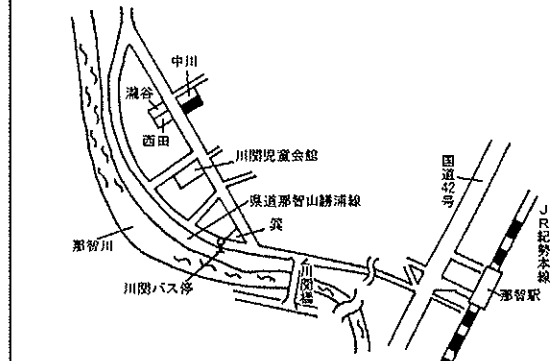 中川
瀧谷
西田
川関児童会館
国道42号
JR紀勢本線
県道那智山勝浦線
那智川
川関バス停
川関橋
那智駅